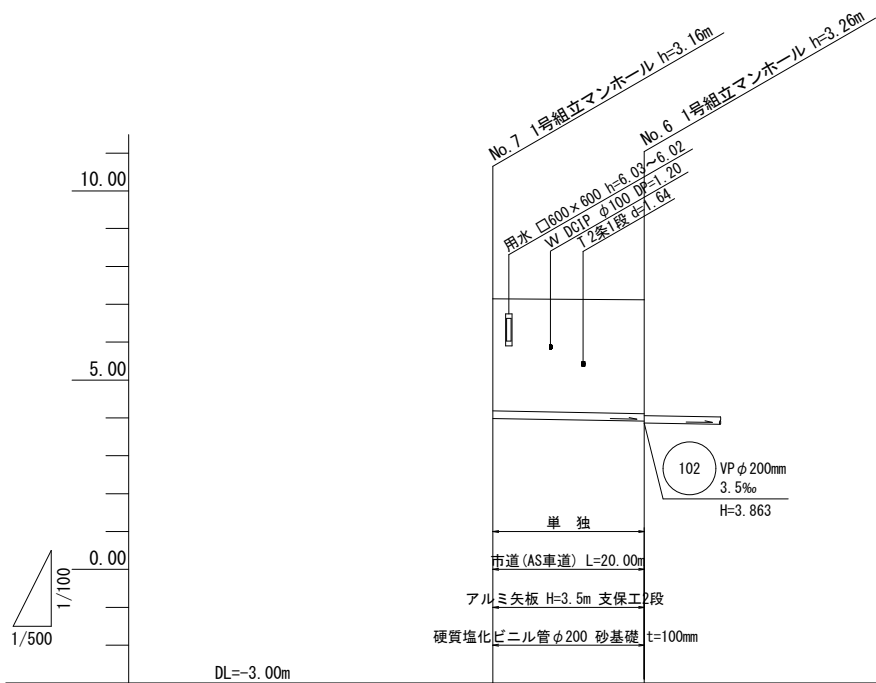 No.7 1号組立マンホール h=3.16m
No.6 1号組立マンホール h=3.26m
用水 □600×600 h=6.03～6.02
W DCIP φ100 DP=1.20
T 2条1段 d=1.64
10.00
5.00
0.00
102
VPφ200mm
3.5‰
H=3.863
単 独
市道(AS車道) L=20.00m
アルミ矢板 H=3.5m 支保工2段
硬質塩化ビニル管φ200 砂基礎 t=100mm
1/100
1/500
DL=-3.00m